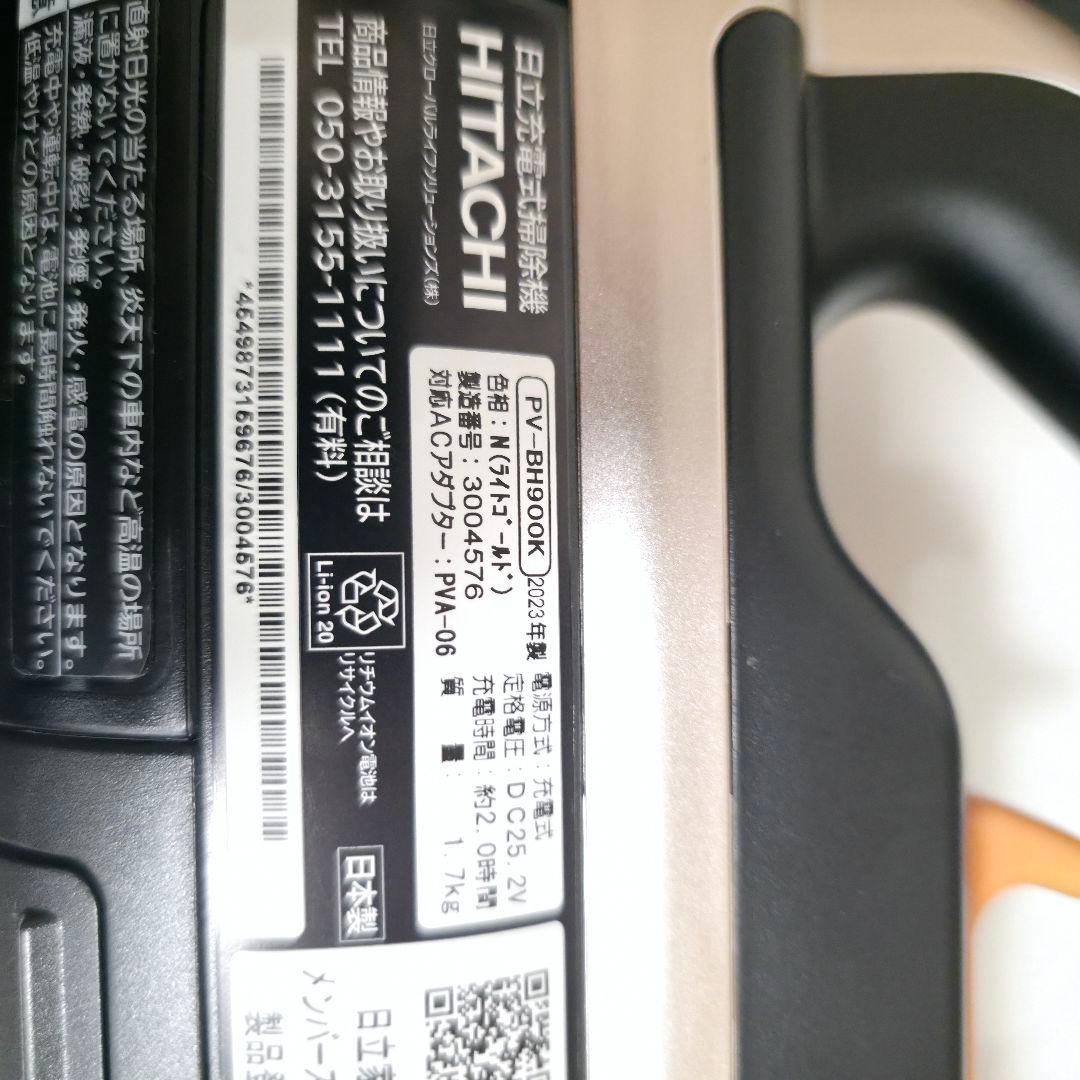 日立充電式掃除機
HITACHI
日立グローバルライフソリューションズ(株)
PV-BH900K 2023年製
色相:N(ライトゴールド)
製造番号:3004576
対応ACアダプター:PVA-06
電源方式:充電式
定格電圧:DC25.2V
充電時間:約2.0時間
質 量: 1.7kg
商品情報やお取り扱いについてのご相談は
TEL 050-3155-1111(有料)
Li-ion 20
リチウムイオン電池は
リサイクルへ
日本製
*4549873159676/3004576*
直射日光の当たる場所、炎天下の車内など高温の場所
に置かないでください。
漏液・発熱・破裂・発煙・発火・感電の原因となります。
充電中や運転中は、電池に長時間触れないでください。
低温やけどの原因となります。
日立家
メンバーズ
製品